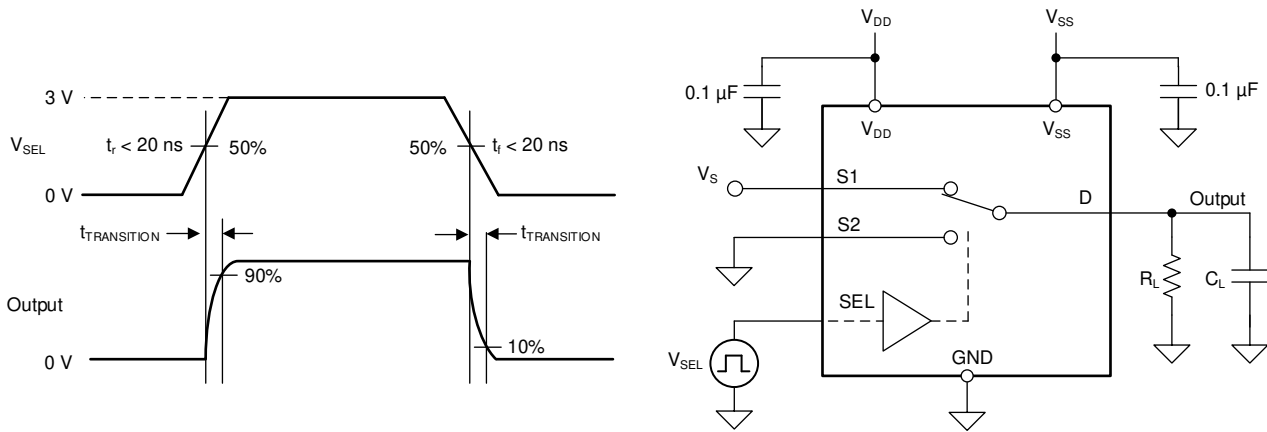 3 V
V_SEL
t_r < 20 ns
50%
50%
t_f < 20 ns
0 V
t_TRANSITION
t_TRANSITION
90%
Output
10%
0 V
V_DD
V_SS
0.1 µF
0.1 µF
V_DD
V_SS
V_S
S1
D
Output
S2
R_L
C_L
SEL
V_SEL
GND